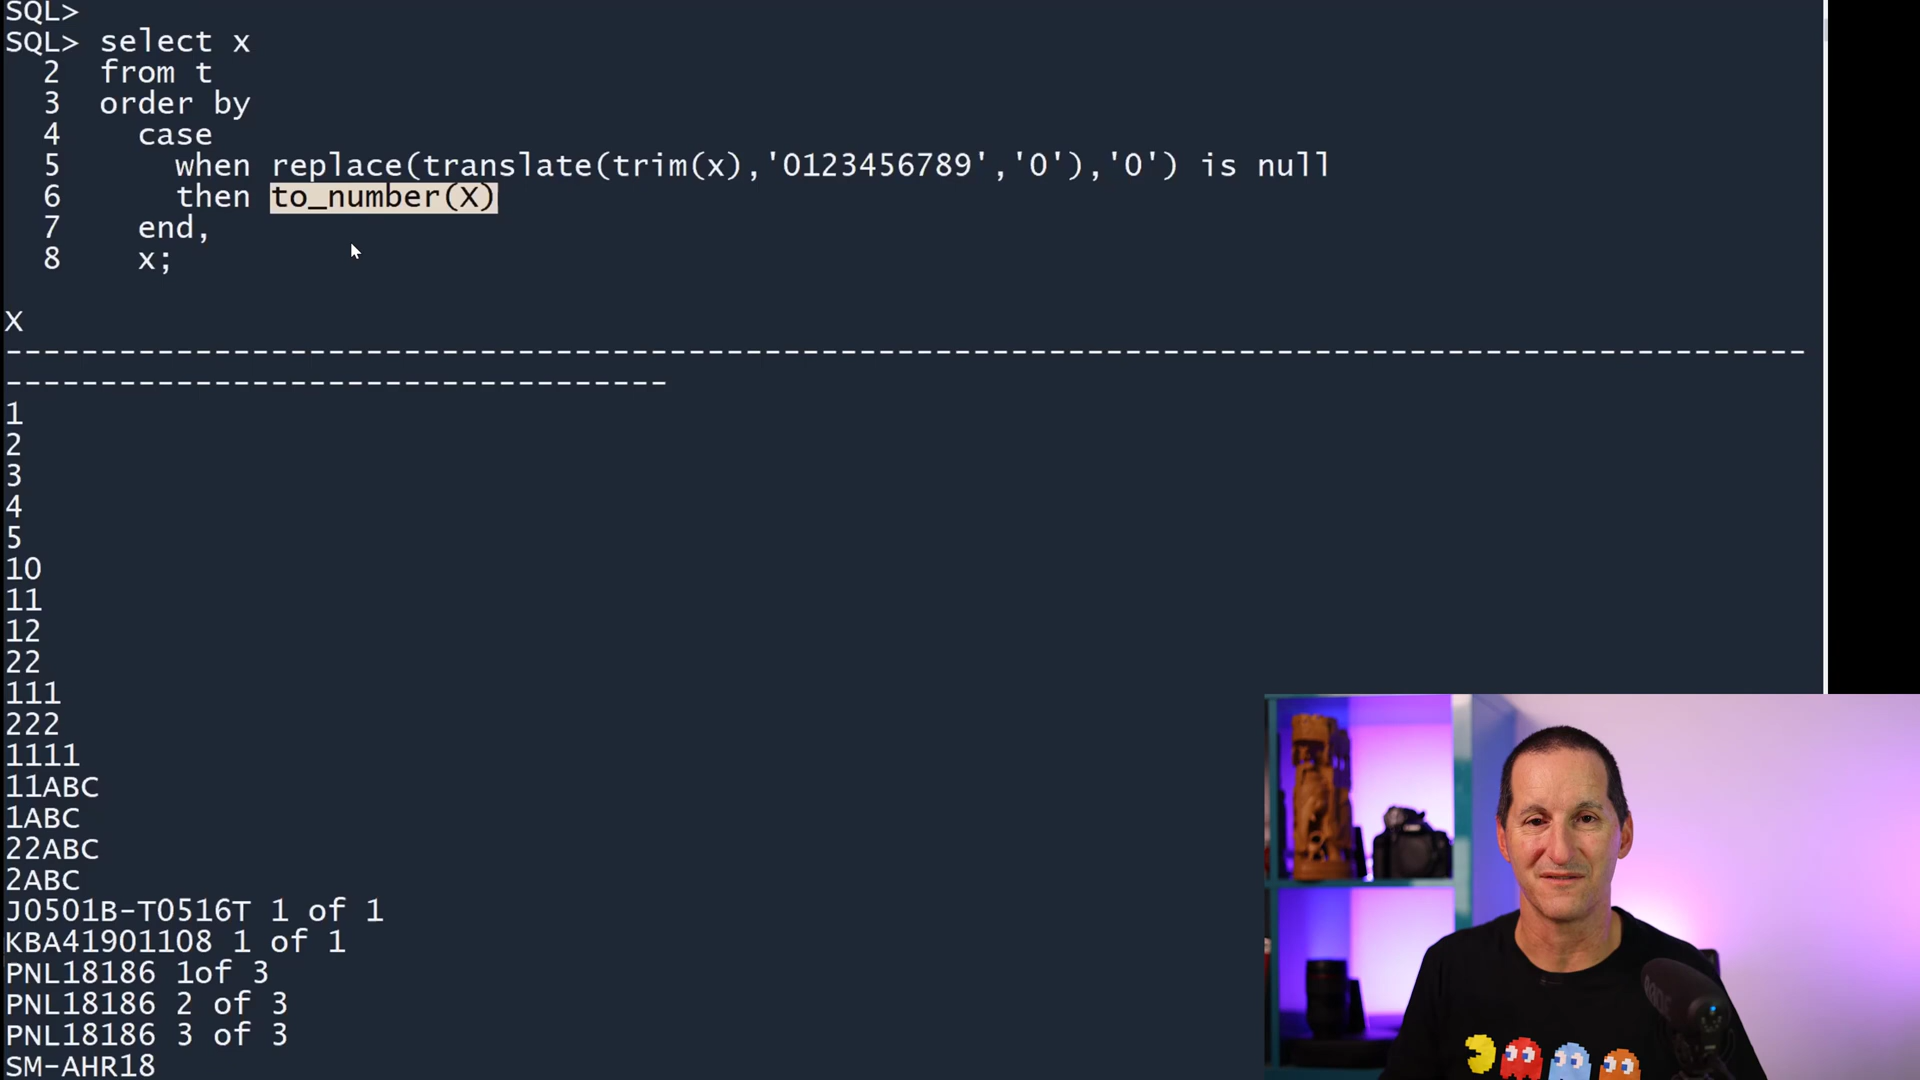 SQL>
SQL> select x
2 from t
3 order by
4 case
5 when replace(translate(trim(x),'0123456789','0'),'0') is null
6 then to_number(X)
7 end,
8 x;
X
------------------------------------------------------------------------------------------------
-----------------------------------
1
2
3
4
5
10
11
12
22
111
222
1111
11ABC
1ABC
22ABC
2ABC
J0501B-T0516T 1 of 1
KBA41901108 1 of 1
PNL18186 1of 3
PNL18186 2 of 3
PNL18186 3 of 3
SM-AHR18